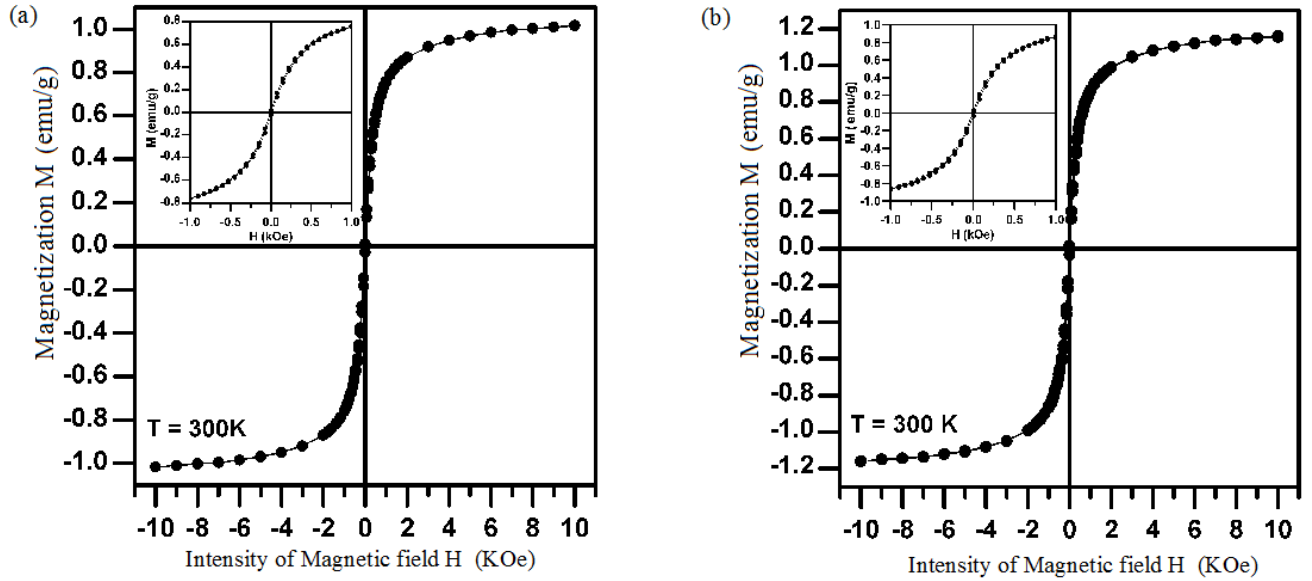 (a)
Magnetization M (emu/g)
1.0
0.8
0.6
0.4
0.2
0.0
-0.2
-0.4
-0.6
-0.8
-1.0
M (emu/g)
0.8
0.6
0.4
0.2
0.0
-0.2
-0.4
-0.6
0.8
-1.0 -0.5 0.0 0.5 1.0
H (kOe)
T = 300K
-10 -8 -6 -4 -2 0 2 4 6 8 10
Intensity of Magnetic field H (KOe)
(b)
Magnetization M (emu/g)
1.2
1.0
0.8
0.6
0.4
0.2
0.0
-0.2
-0.4
-0.6
-0.8
-1.0
-1.2
M (emu/g)
1.0
0.8
0.6
0.4
0.2
0.0
-0.2
-0.4
-0.6
-0.8
-1.0
-1.0 -0.5 0.0 0.5 1.0
H (kOe)
T = 300 K
-10 -8 -6 -4 -2 0 2 4 6 8 10
Intensity of Magnetic field H (KOe)